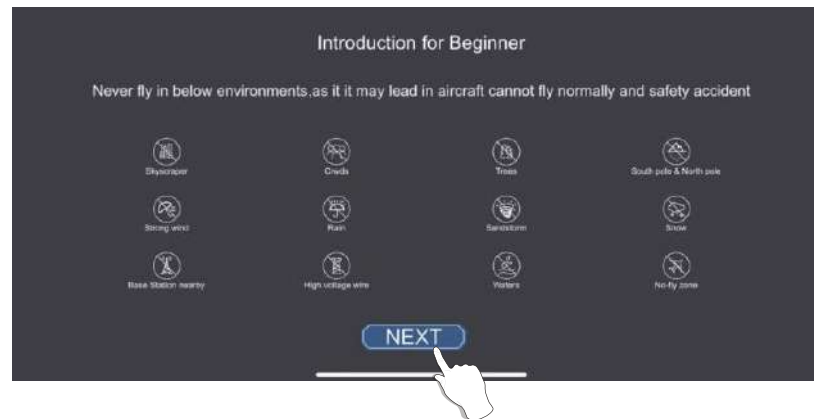 Introduction for Beginner
Never fly in below environments,as it it may lead in aircraft cannot fly normally and safety accident
Skyscraper
Crwds
Trees
South pole & North pole
Strong wind
Rain
Sandstorm
Snow
Base Station nearby
High voltage wire
Waters
No-fly zone
NEXT